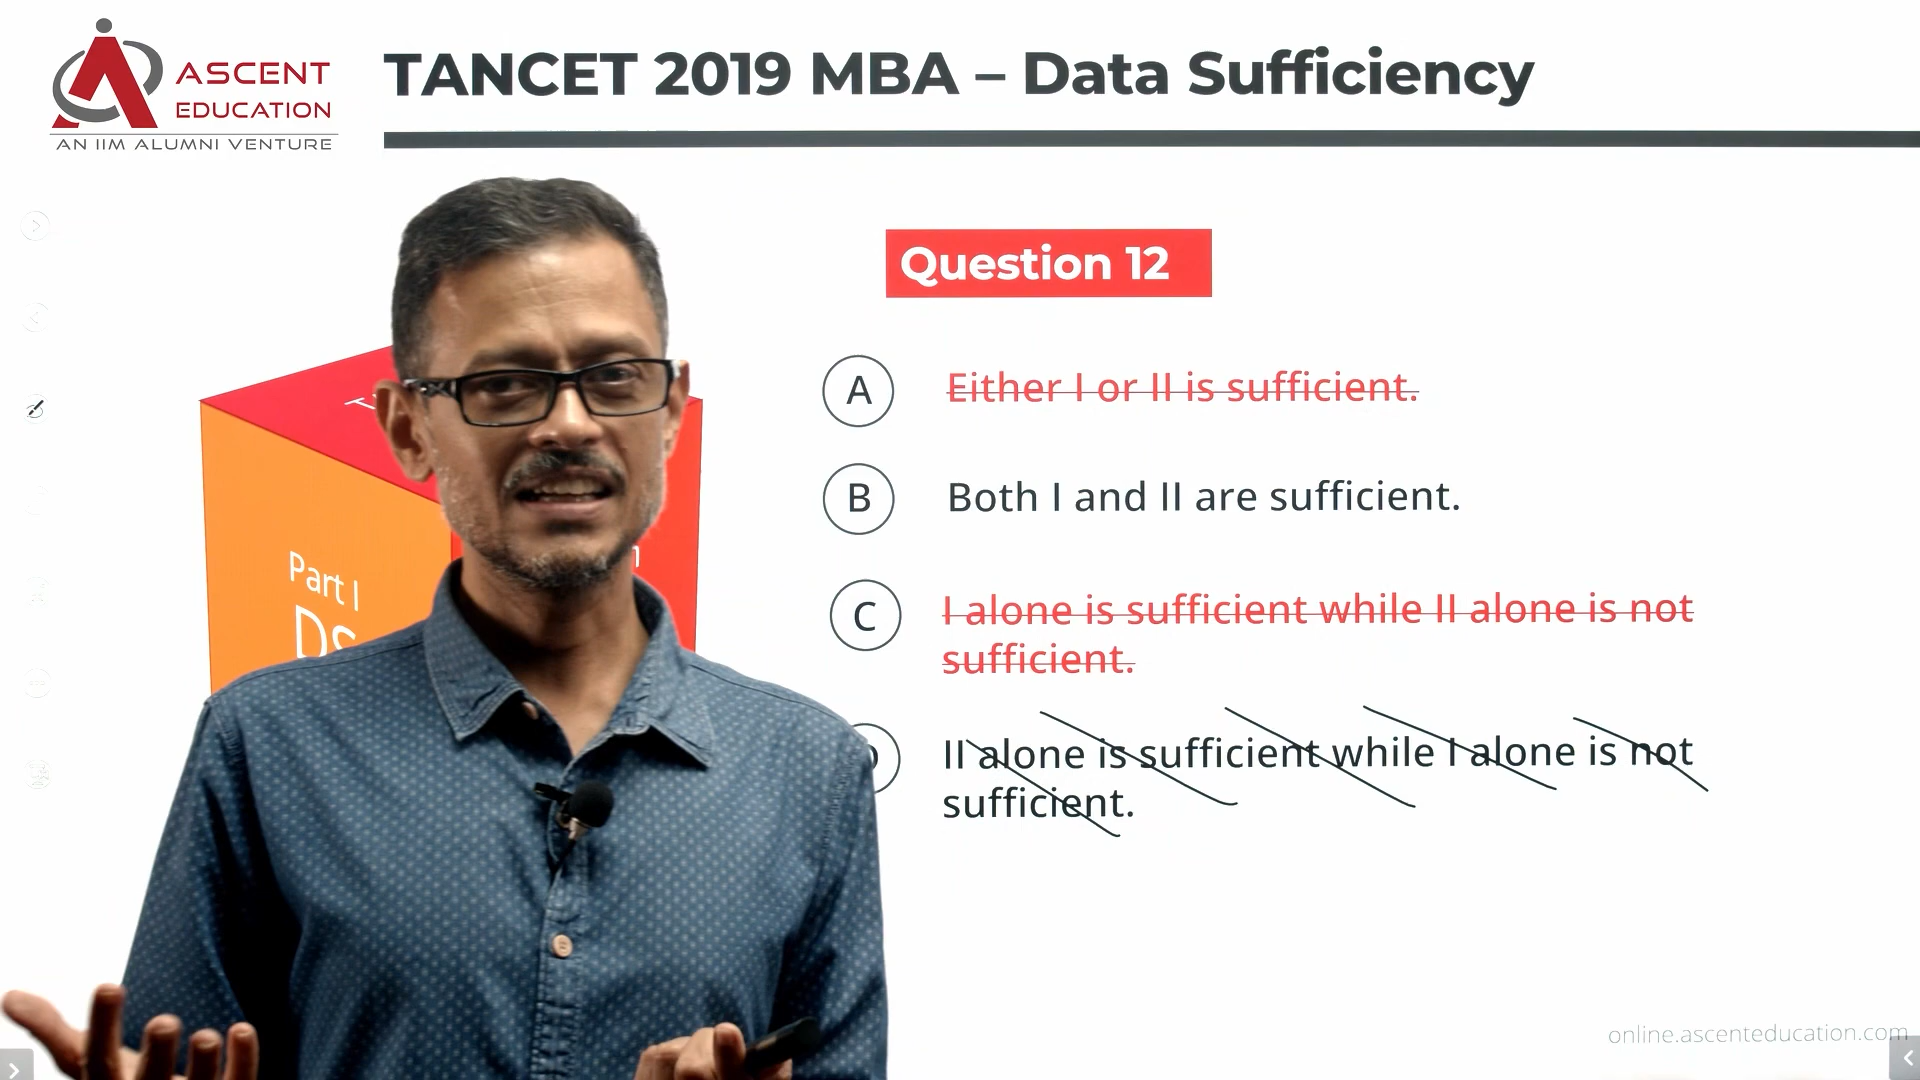 ASCENT
EDUCATION
AN IIM ALUMNI VENTURE
TANCET 2019 MBA – Data Sufficiency
Question 12
A
Either I or II is sufficient.
B
Both I and II are sufficient.
C
I alone is sufficient while II alone is not
sufficient.
II alone is sufficient while I alone is not
sufficient.
Part I
online.ascenteducation.com